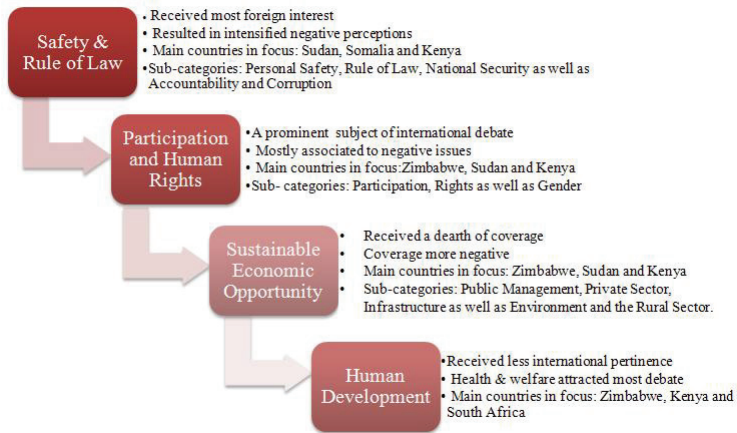 Safety &
Rule of Law
• Received most foreign interest
• Resulted in intensified negative perceptions
• Main countries in focus: Sudan, Somalia and Kenya
•Sub-categories: Personal Safety, Rule of Law, National Security as well as
Accountability and Corruption
Participation
and Human
Rights
•A prominent subject of international debate
• Mostly associated to negative issues
• Main countries in focus:Zimbabwe, Sudan and Kenya
•Sub- categories: Participation, Rights as well as Gender
Sustainable
Economic
Opportunity
• Received a dearth of coverage
• Coverage more negative
• Main countries in focus: Zimbabwe, Sudan and Kenya
• Sub-categories: Public Management, Private Sector,
Infrastructure as well as Environment and the Rural Sector.
Human
Development
•Received less international pertinence
• Health & welfare attracted most debate
• Main countries in focus: Zimbabwe, Kenya and
South Africa